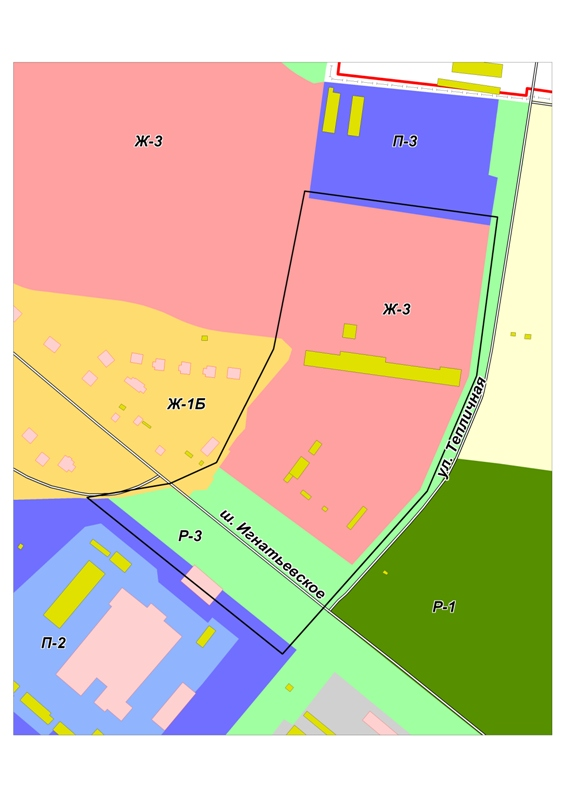 Ж-3
П-3
Ж-3
Ж-1Б
ул. Тепличная
Р-3
ш. Игнатьевское
Р-1
П-2